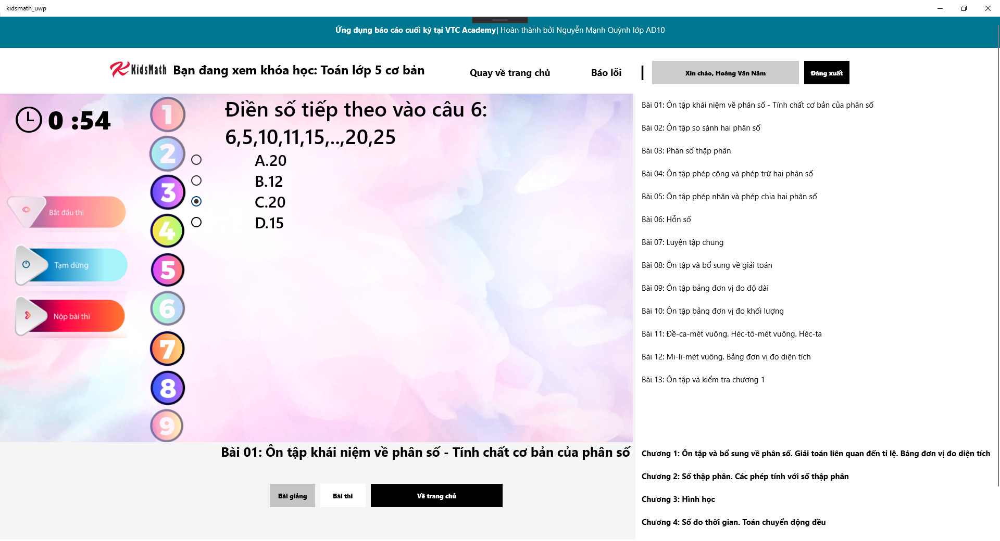 kidsmath_uwp
Ứng dụng báo cáo cuối kỳ tại VTC Academy| Hoàn thành bởi Nguyễn Mạnh Quỳnh lớp AD10
KidsMath
Bạn đang xem khóa học: Toán lớp 5 cơ bản
Quay về trang chủ
Báo lỗi
|
Xin chào, Hoàng Văn Năm
Đăng xuất
0 :54
Bắt đầu thi
Tạm dừng
Nộp bài thi
1
2
3
4
5
6
7
8
9
Điền số tiếp theo vào câu 6:
6,5,10,11,15,..,20,25
A.20
B.12
C.20
D.15
Bài 01: Ôn tập khái niệm về phân số - Tính chất cơ bản của phân số
Bài giảng
Bài thi
Về trang chủ
Bài 01: Ôn tập khái niệm về phân số - Tính chất cơ bản của phân số
Bài 02: Ôn tập so sánh hai phân số
Bài 03: Phân số thập phân
Bài 04: Ôn tập phép cộng và phép trừ hai phân số
Bài 05: Ôn tập phép nhân và phép chia hai phân số
Bài 06: Hỗn số
Bài 07: Luyện tập chung
Bài 08: Ôn tập và bổ sung về giải toán
Bài 09: Ôn tập bảng đơn vị đo độ dài
Bài 10: Ôn tập bảng đơn vị đo khối lượng
Bài 11: Đề-ca-mét vuông. Héc-tô-mét vuông. Héc-ta
Bài 12: Mi-li-mét vuông. Bảng đơn vị đo diện tích
Bài 13: Ôn tập và kiểm tra chương 1
Chương 1: Ôn tập và bổ sung về phân số. Giải toán liên quan đến tỉ lệ. Bảng đơn vị đo diện tích
Chương 2: Số thập phân. Các phép tính với số thập phân
Chương 3: Hình học
Chương 4: Số đo thời gian. Toán chuyển động đều